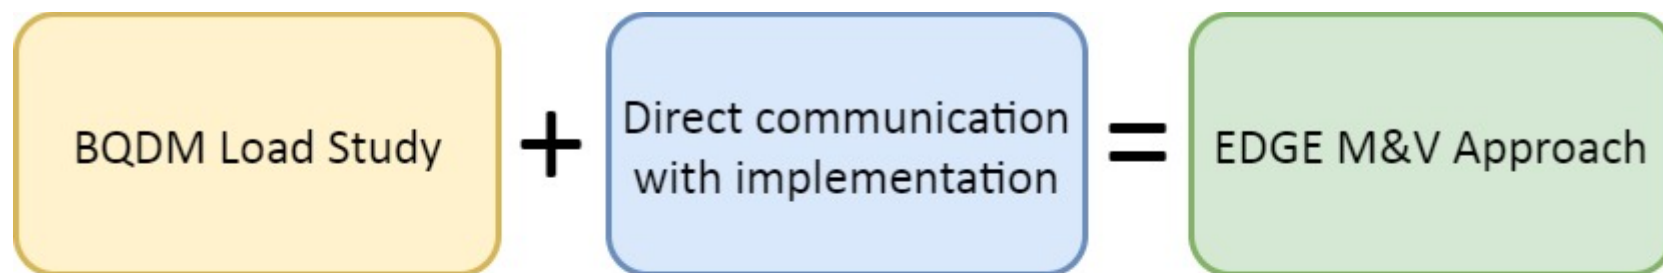 BQDM Load Study
+
Direct communication
with implementation
=
EDGE M&V Approach